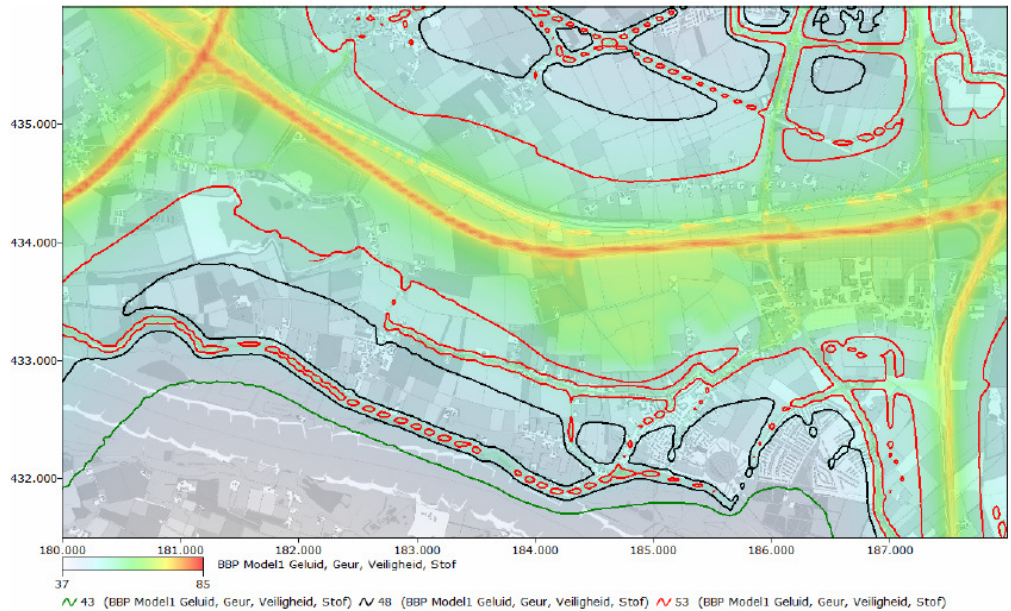 435.000
434.000
433.000
432.000
180.000 181.000 182.000 183.000 184.000 185.000 186.000 187.000
BBP Model1 Geluid, Geur, Veiligheid, Stof
37 85
43 (BBP Model1 Geluid, Geur, Veiligheid, Stof) 48 (BBP Model1 Geluid, Geur, Veiligheid, Stof) 53 (BBP Model1 Geluid, Geur, Veiligheid, Stof)